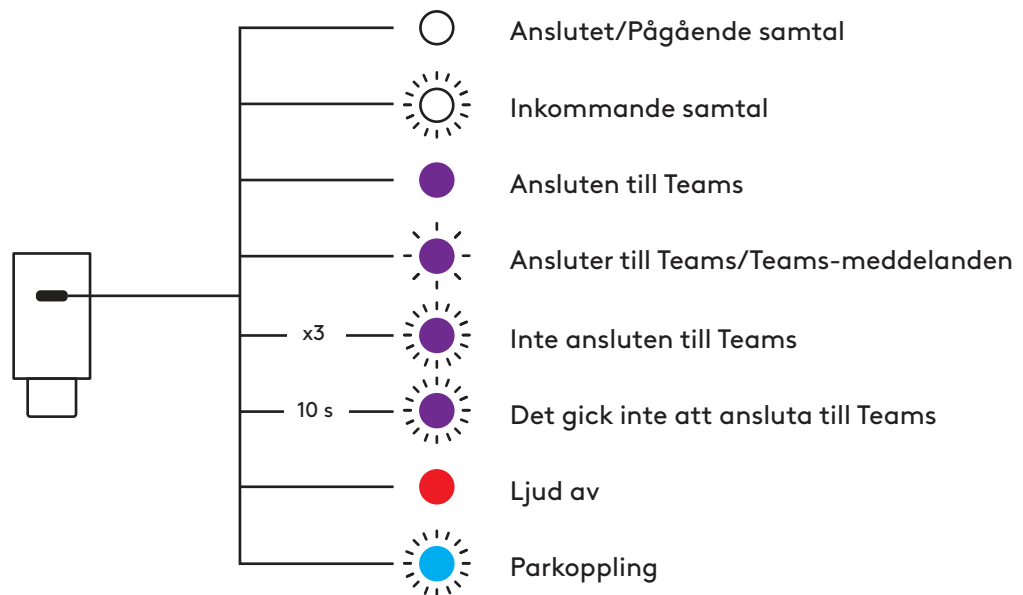 Anslutet/Pågående samtal
Inkommande samtal
Ansluten till Teams
Ansluter till Teams/Teams-meddelanden
x3
Inte ansluten till Teams
10 s
Det gick inte att ansluta till Teams
Ljud av
Parkoppling